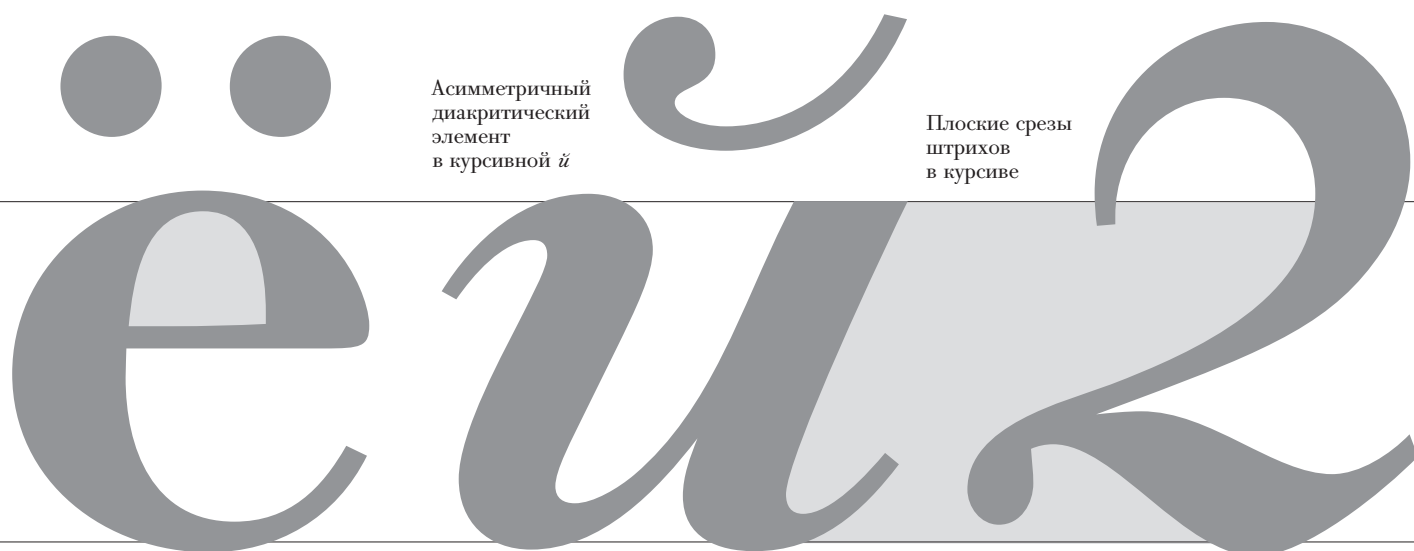 Асимметричный
диакритический
элемент
в курсивной й
Плоские срезы
штрихов
в курсиве
ёй2